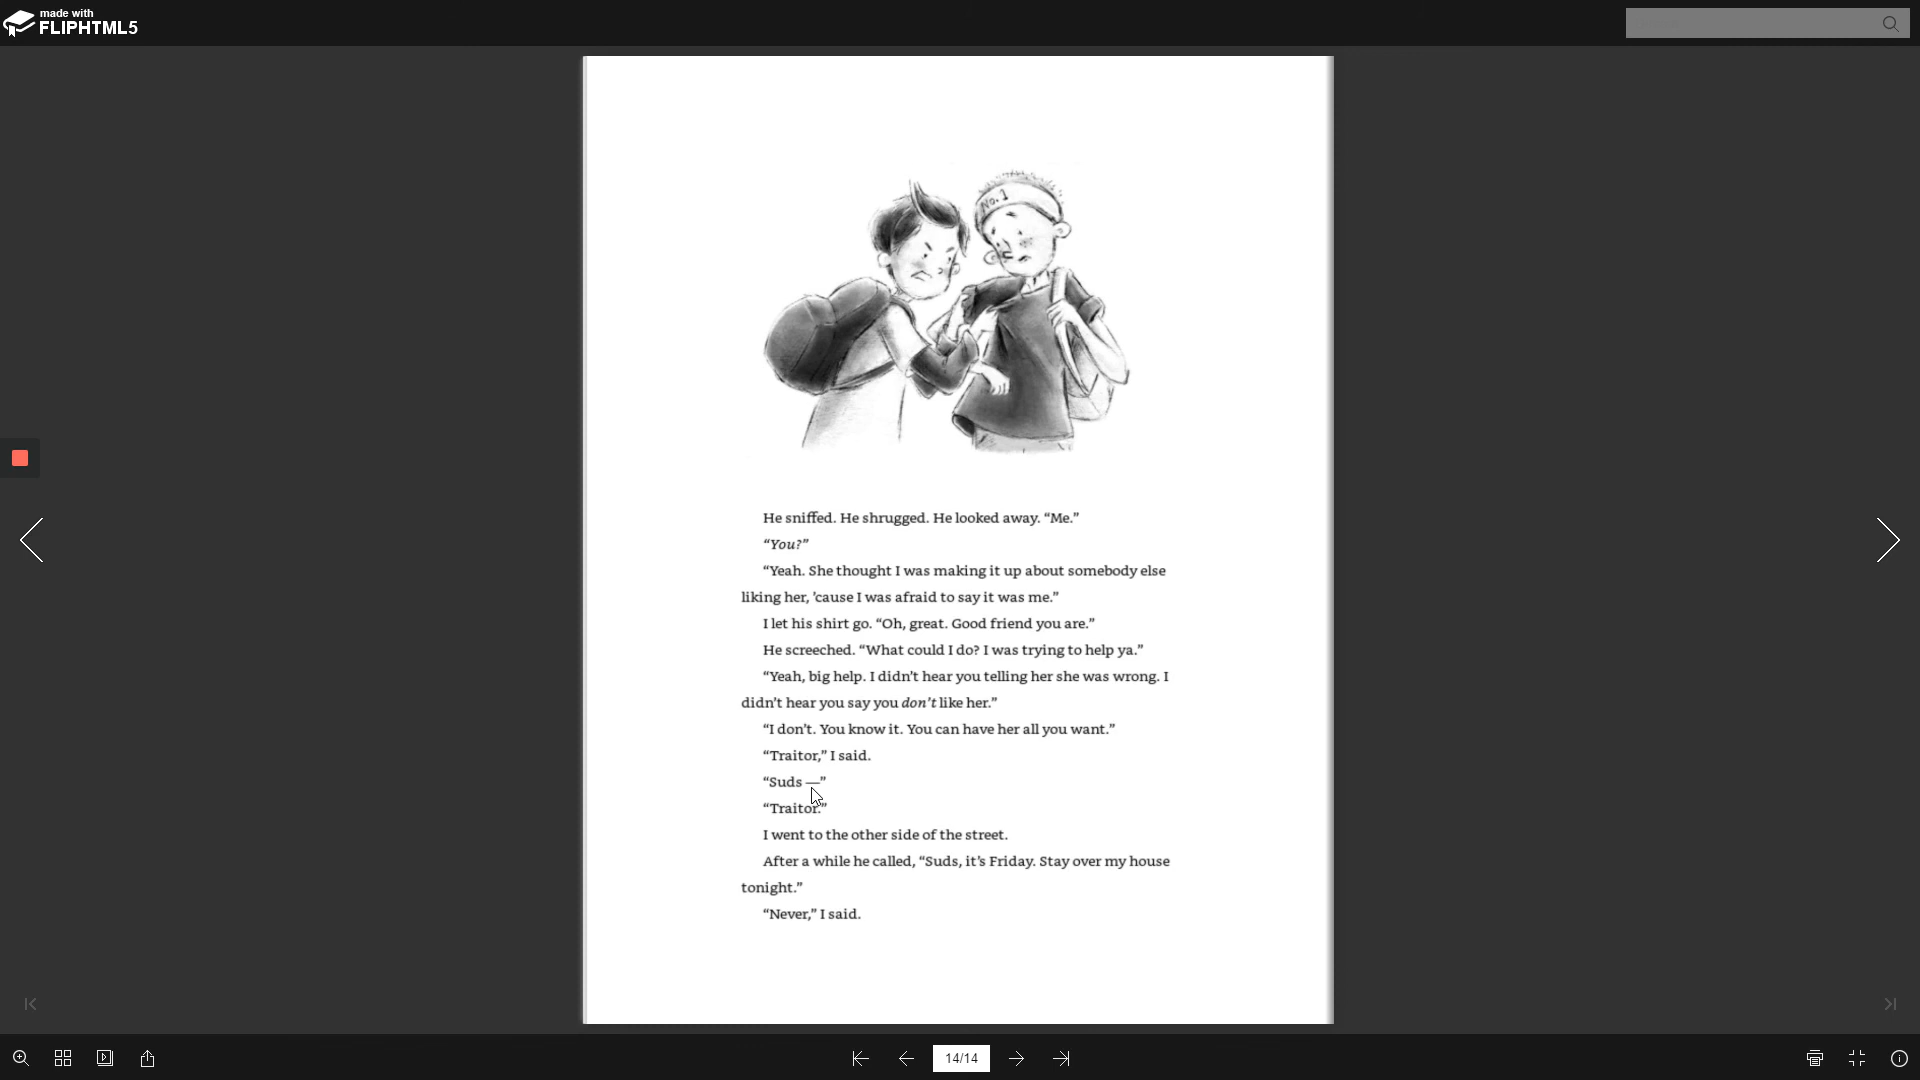 made with
FLIPHTML5
No. 1
He sniffed. He shrugged. He looked away. “Me.”
“You?”
“Yeah. She thought I was making it up about somebody else
liking her, ’cause I was afraid to say it was me.”
I let his shirt go. “Oh, great. Good friend you are.”
He screeched. “What could I do? I was trying to help ya.”
“Yeah, big help. I didn’t hear you telling her she was wrong. I
didn’t hear you say you don’t like her.”
“I don’t. You know it. You can have her all you want.”
“Traitor,” I said.
“Suds —”
“Traitor.”
I went to the other side of the street.
After a while he called, “Suds, it’s Friday. Stay over my house
tonight.”
“Never,” I said.
14/14